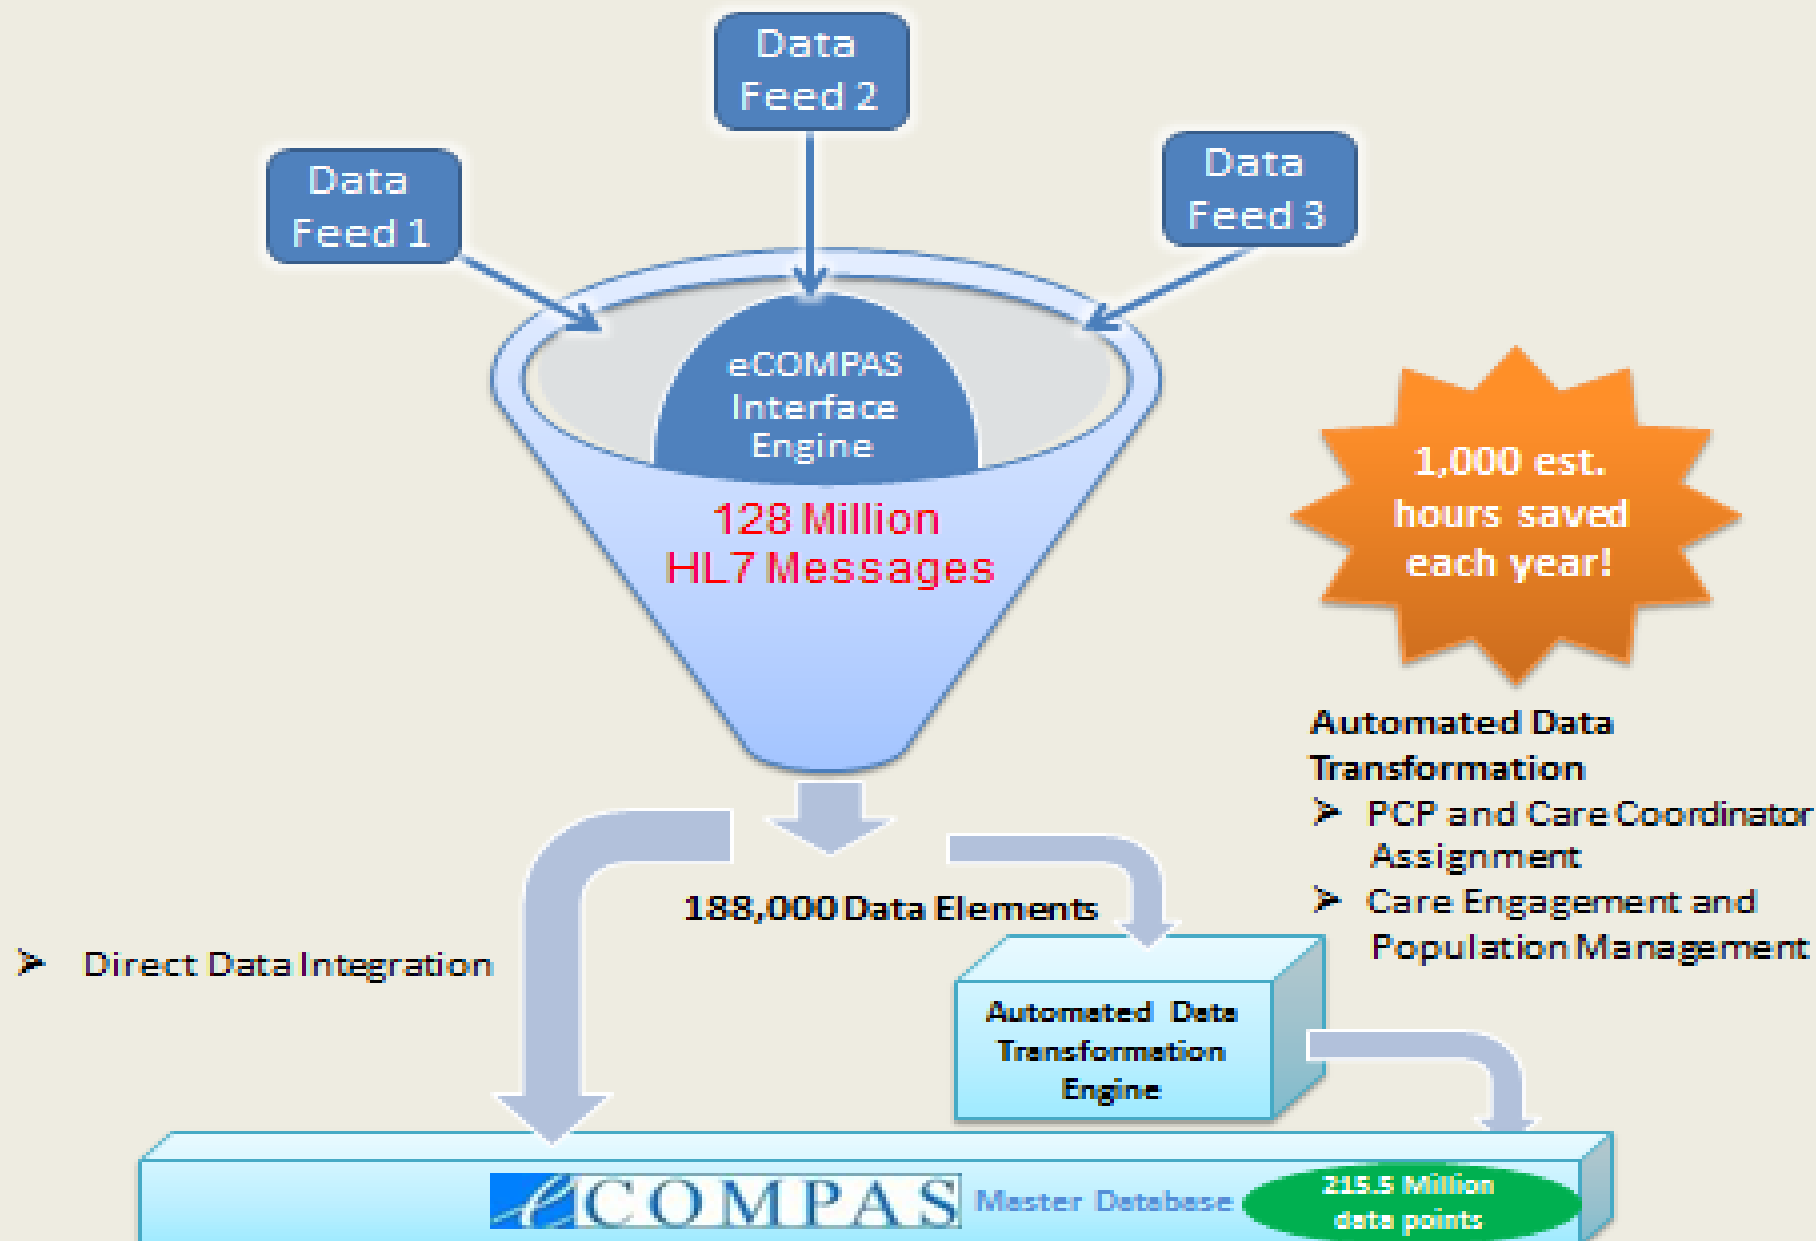 Data
Feed 2
Data
Feed 1
Data
Feed 3
eCOMPAS
Interface
Engine
128 Million
HL7 Messages
1,000 est.
hours saved
each year!
Automated Data
Transformation
➢ PCP and Care Coordinator
Assignment
➢ Care Engagement and
Population Management
188,000 Data Elements
➢ Direct Data Integration
Automated Data
Transformation
Engine
eCOMPAS Master Database
215.5 Million
data points